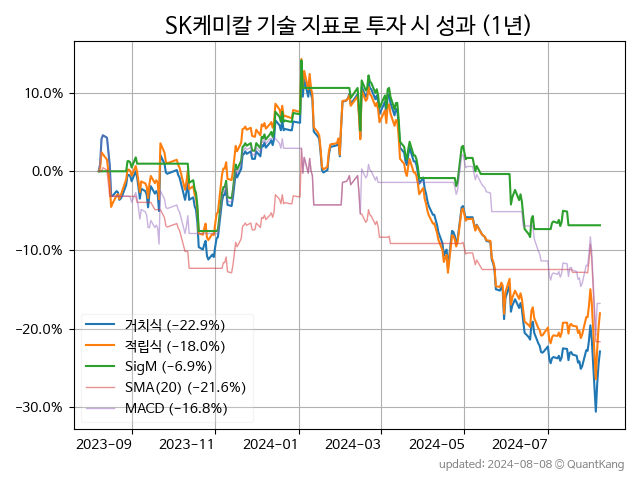 SK케미칼 기술 지표로 투자 시 성과 (1년)
10.0%
0.0%
−10.0%
−20.0%
−30.0%
거치식 (−22.9%)
적립식 (−18.0%)
SigM (−6.9%)
SMA(20) (−21.6%)
MACD (−16.8%)
2023-09 2023-11 2024-01 2024-03 2024-05 2024-07
updated: 2024-08-08 © QuantKang